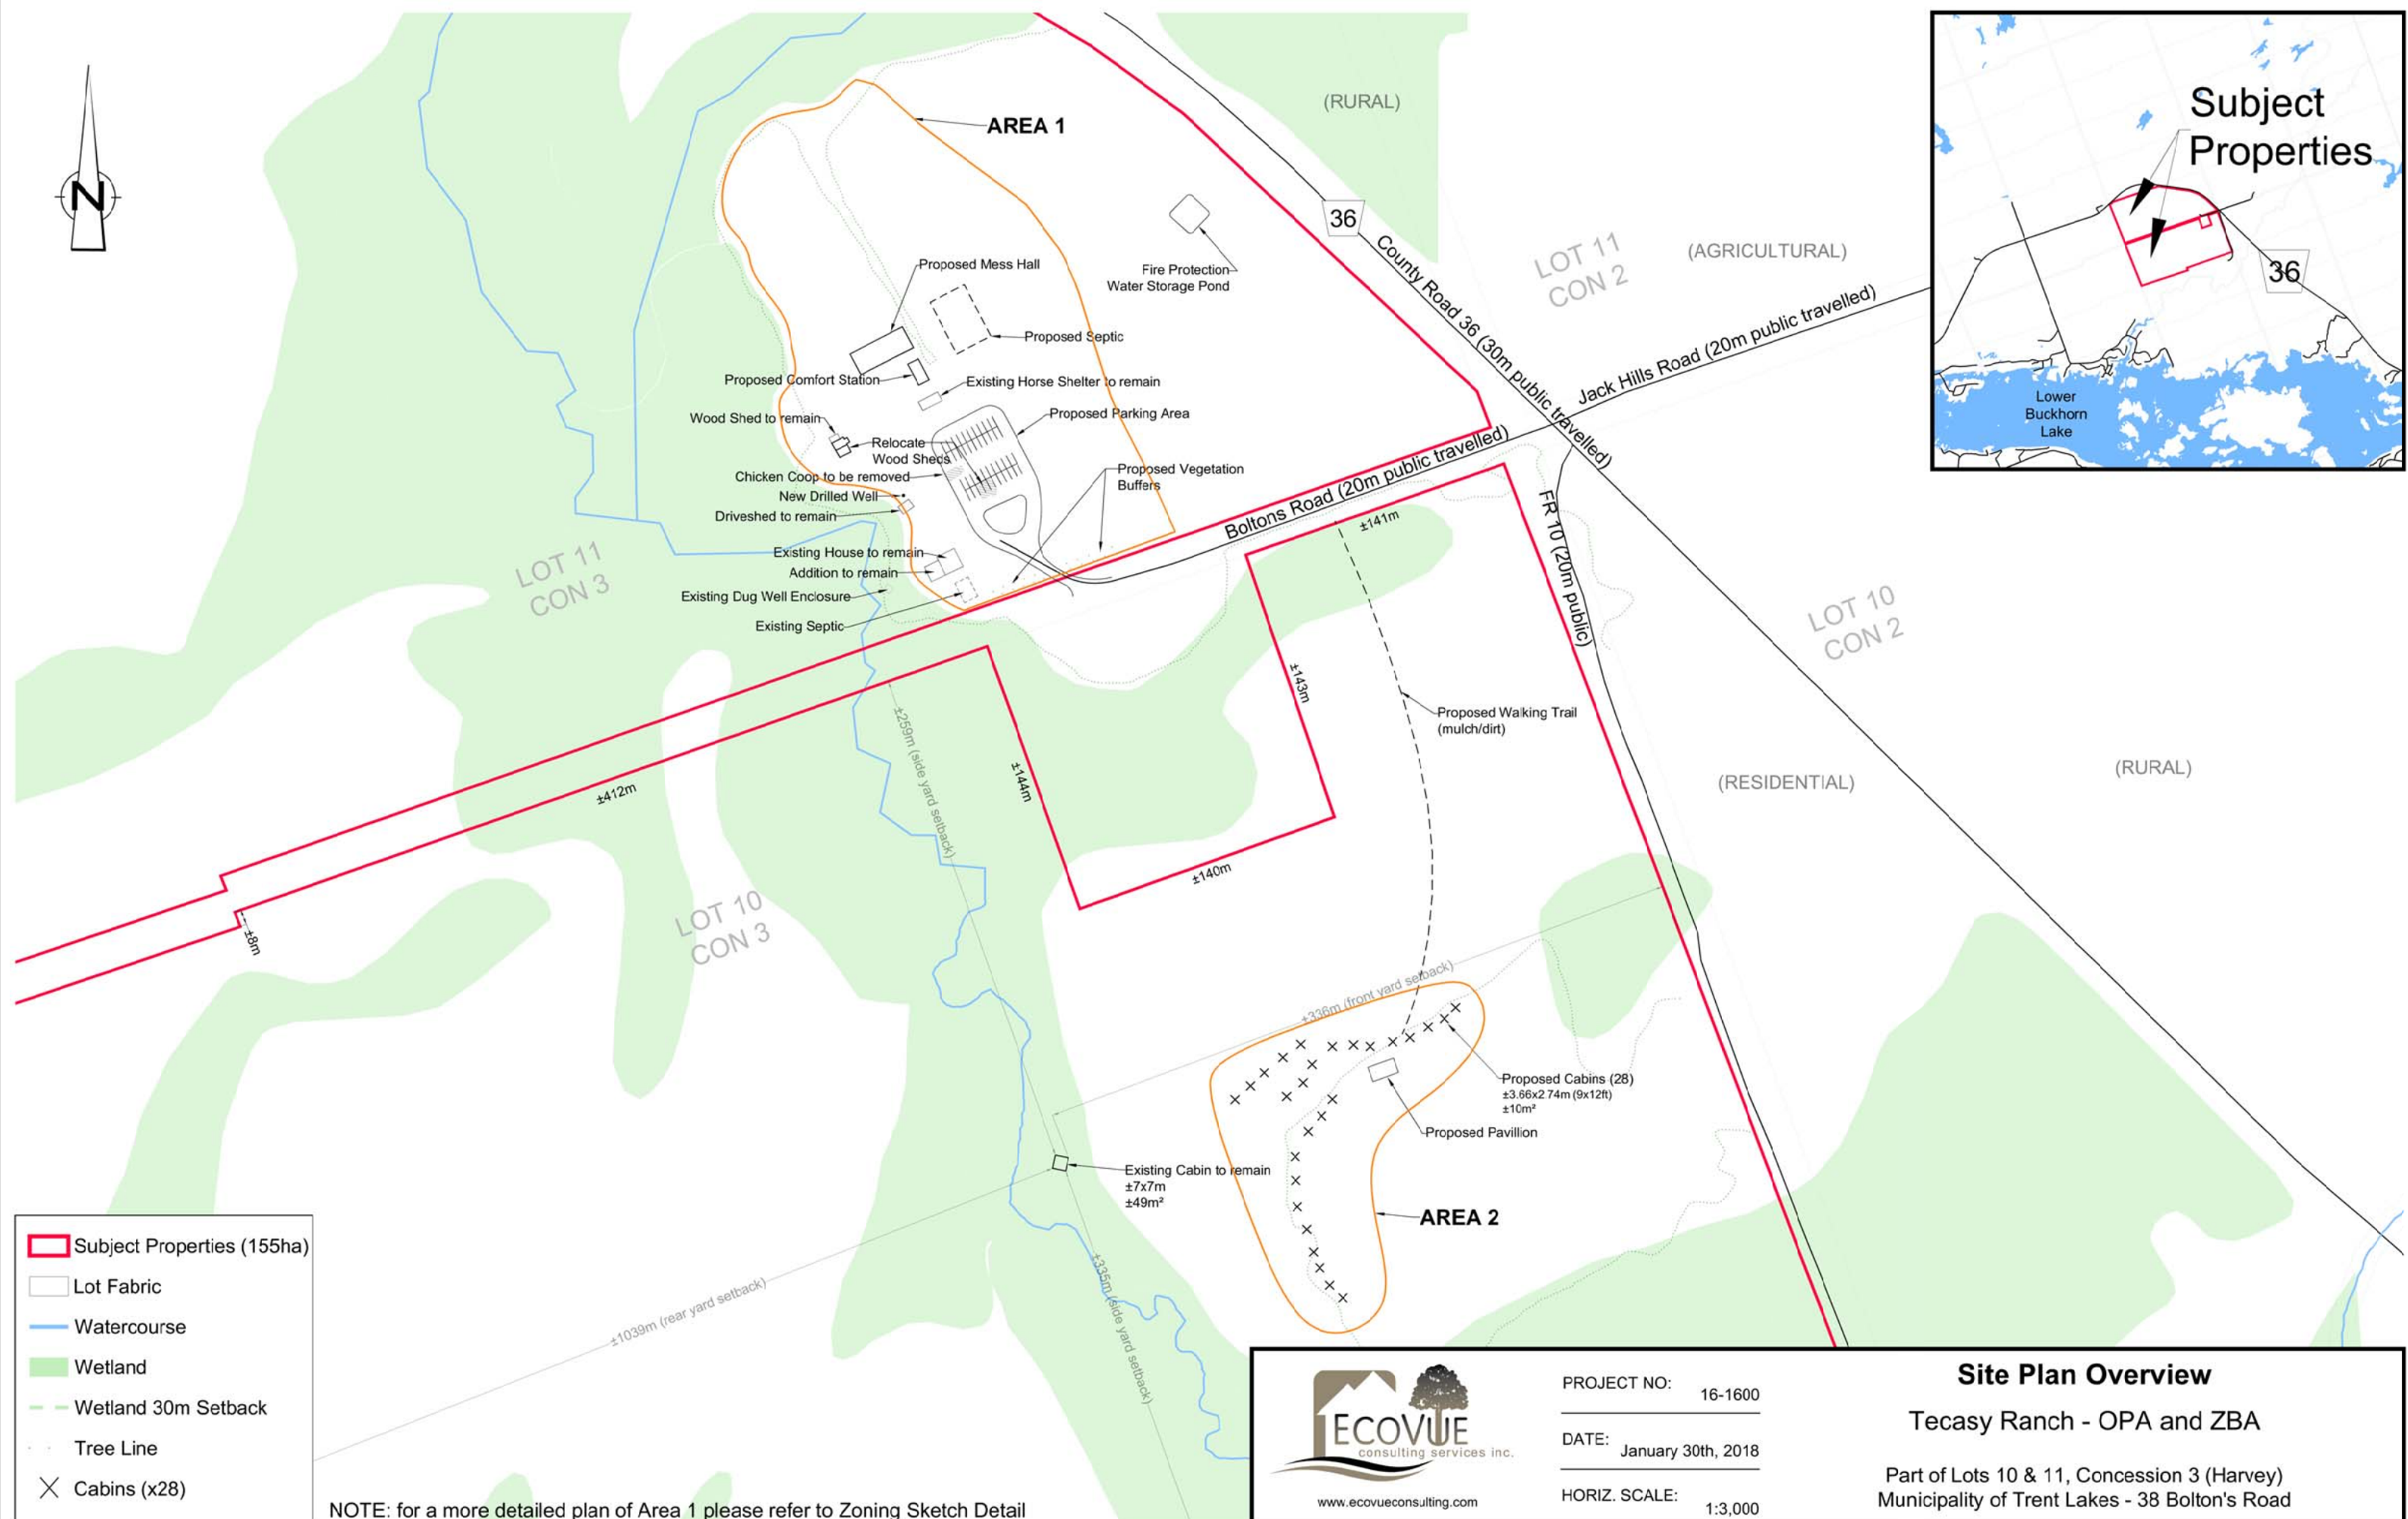 N
AREA 1
(RURAL)
Subject
Properties
36
Lower
Buckhorn
Lake
36
County Road 36 (30m public travelled)
LOT 11
CON 2
(AGRICULTURAL)
Jack Hills Road (20m public travelled)
Fire Protection
Water Storage Pond
Proposed Mess Hall
Proposed Septic
Proposed Comfort Station
Existing Horse Shelter to remain
Wood Shed to remain
Proposed Parking Area
Relocate
Wood Sheds
Chicken Coop to be removed
Proposed Vegetation
Buffers
New Drilled Well
Driveshed to remain
Boltons Road (20m public travelled)
±141m
FR 10 (20m public)
Existing House to remain
Addition to remain
Existing Dug Well Enclosure
Existing Septic
LOT 11
CON 3
LOT 10
CON 2
±143m
±259m (side yard setback)
±144m
Proposed Walking Trail
(mulch/dirt)
(RESIDENTIAL)
(RURAL)
±412m
±140m
±8m
LOT 10
CON 3
±336m (front yard setback)
Proposed Cabins (28)
±3.66x2.74m (9x12ft)
±10m²
Proposed Pavillion
Existing Cabin to remain
±7x7m
±49m²
AREA 2
±1039m (rear yard setback)
±335m (side yard setback)
Subject Properties (155ha)
Lot Fabric
Watercourse
Wetland
Wetland 30m Setback
Tree Line
Cabins (x28)
NOTE: for a more detailed plan of Area 1 please refer to Zoning Sketch Detail
ECOVUE
consulting services inc.
www.ecovueconsulting.com
PROJECT NO: 16-1600
DATE: January 30th, 2018
HORIZ. SCALE: 1:3,000
Site Plan Overview
Tecasy Ranch - OPA and ZBA
Part of Lots 10 & 11, Concession 3 (Harvey)
Municipality of Trent Lakes - 38 Bolton's Road